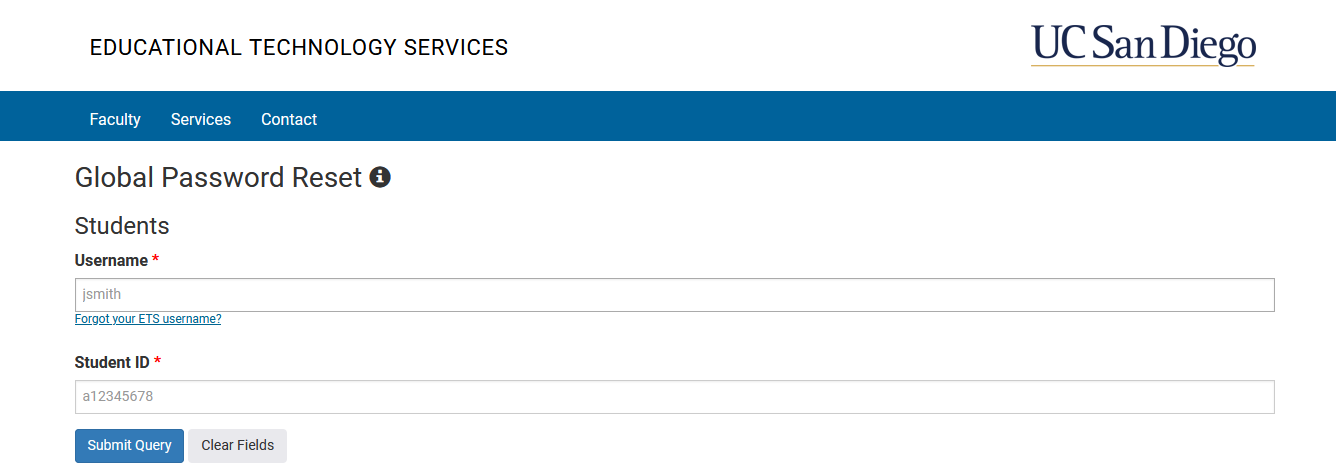 EDUCATIONAL TECHNOLOGY SERVICES
UC San Diego
Faculty Services Contact
Global Password Reset
Students
Username *
jsmith
Forgot your ETS username?
Student ID *
a12345678
Submit Query Clear Fields